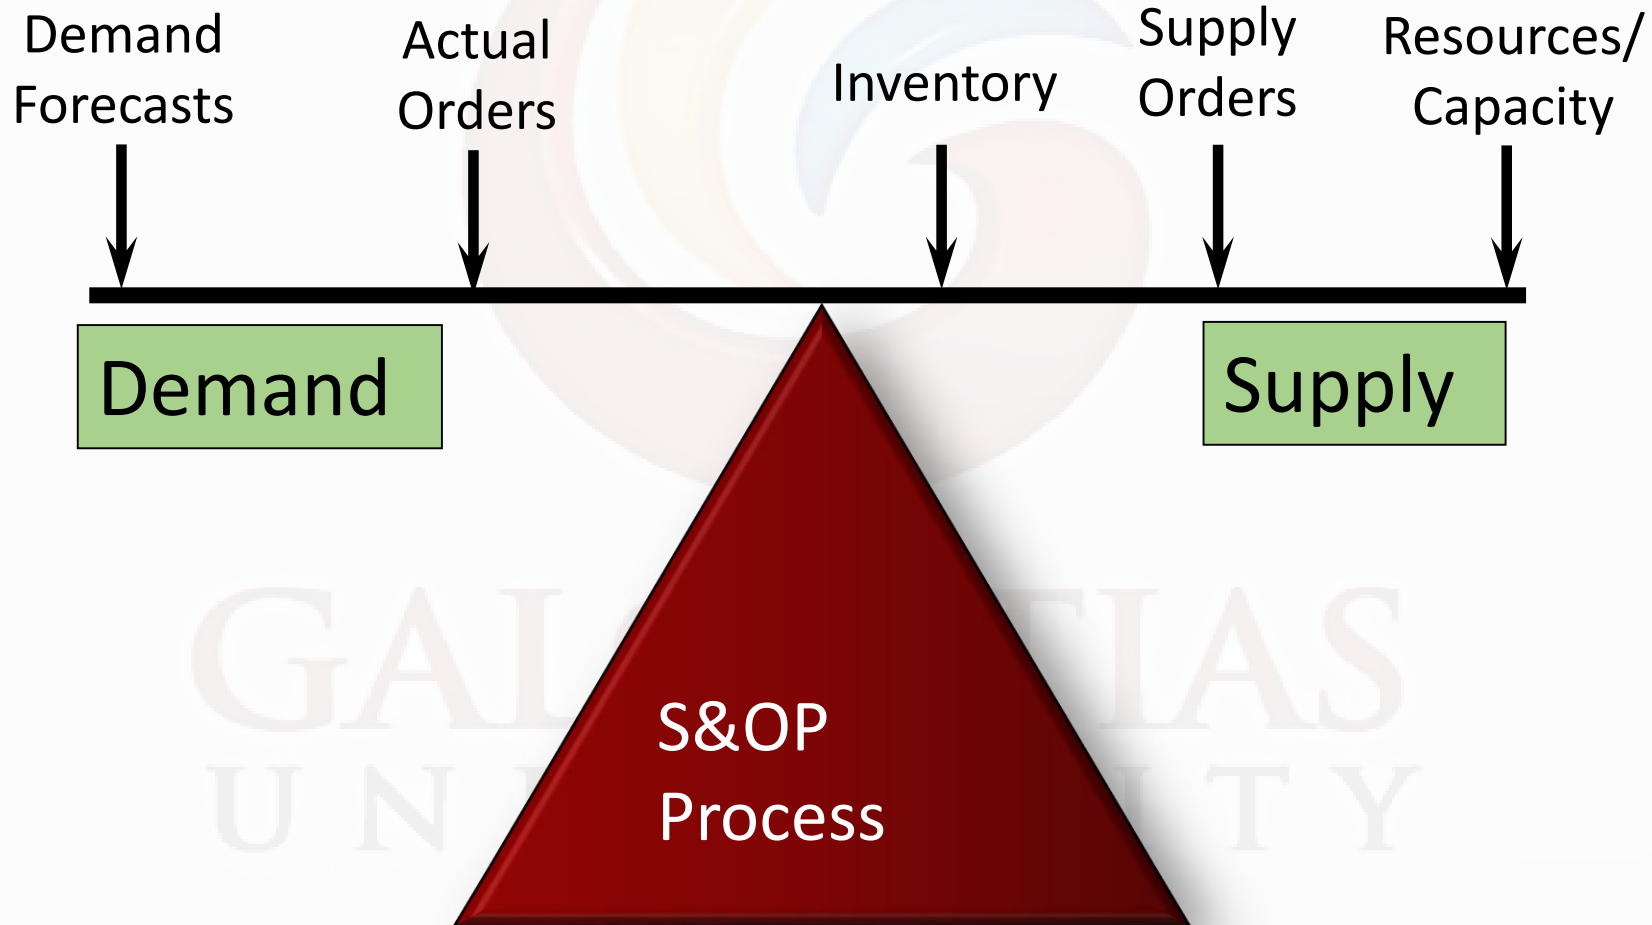 Demand
Forecasts
Actual
Orders
Inventory
Supply
Orders
Resources/
Capacity
Demand
Supply
S&OP
Process